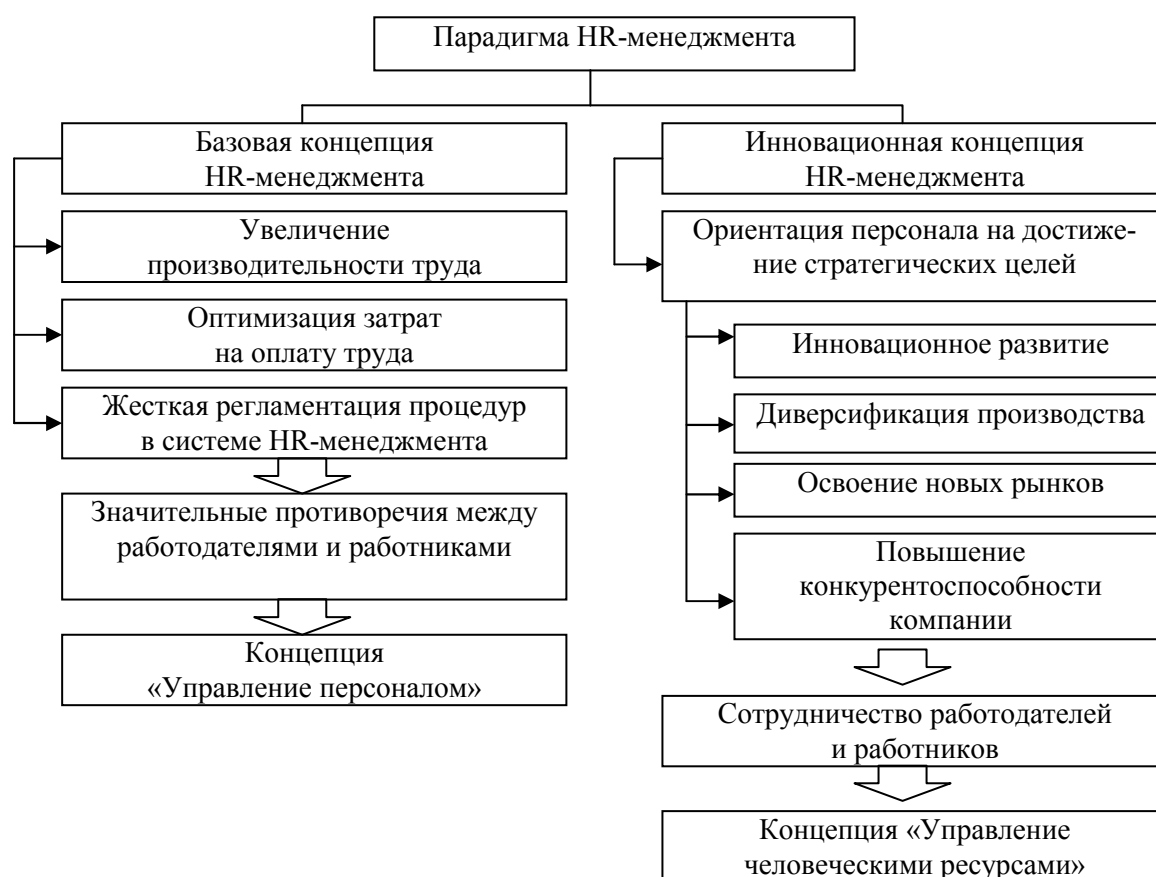 Парадигма HR-менеджмента
Базовая концепция
HR-менеджмента
Увеличение
производительности труда
Оптимизация затрат
на оплату труда
Жесткая регламентация процедур
в системе HR-менеджмента
Значительные противоречия между
работодателями и работниками
Концепция
«Управление персоналом»
Инновационная концепция
HR-менеджмента
Ориентация персонала на достиже-
ние стратегических целей
Инновационное развитие
Диверсификация производства
Освоение новых рынков
Повышение
конкурентоспособности
компании
Сотрудничество работодателей
и работников
Концепция «Управление
человеческими ресурсами»